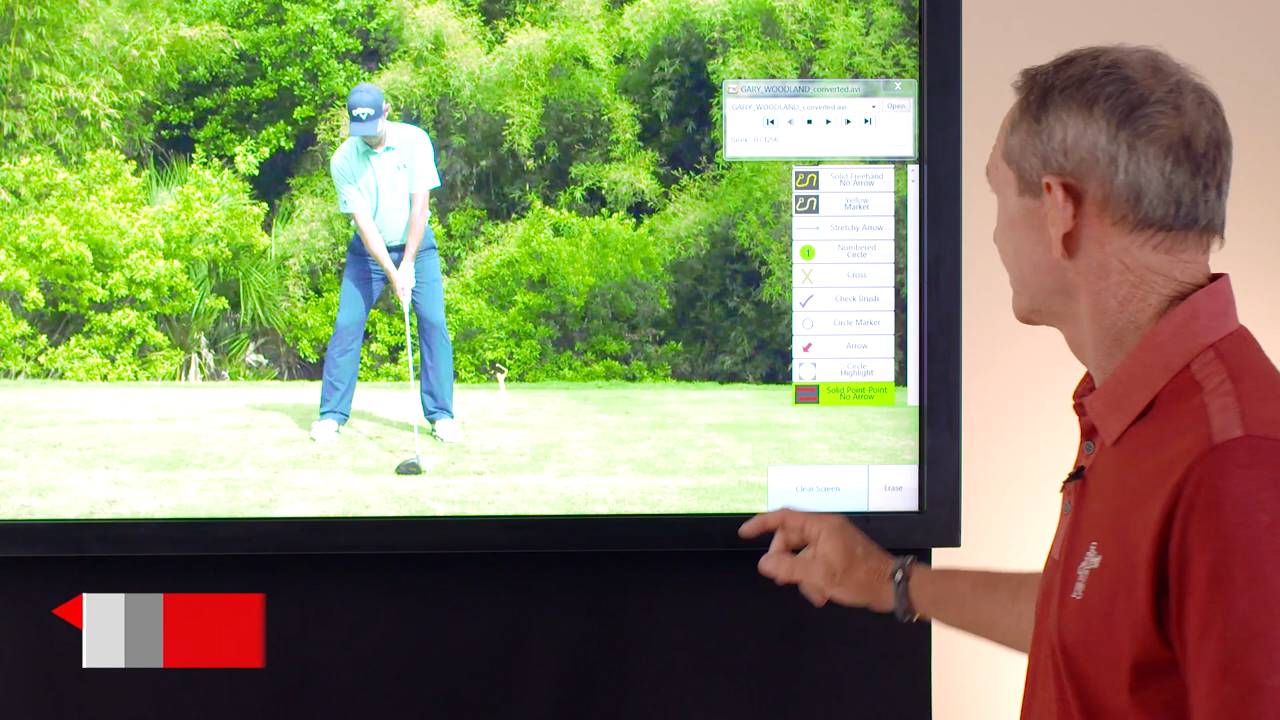 GARY_WOODLAND_converted.avi
GARY_WOODLAND_converted.avi
Open
Solid Freehand
No Arrow
Yellow
Marker
Stretchy Arrow
1
Numbered
Circle
Cross
Check Brush
Circle Marker
Arrow
Circle
Highlight
Solid Point-Point
No Arrow
Clear Screen
Erase